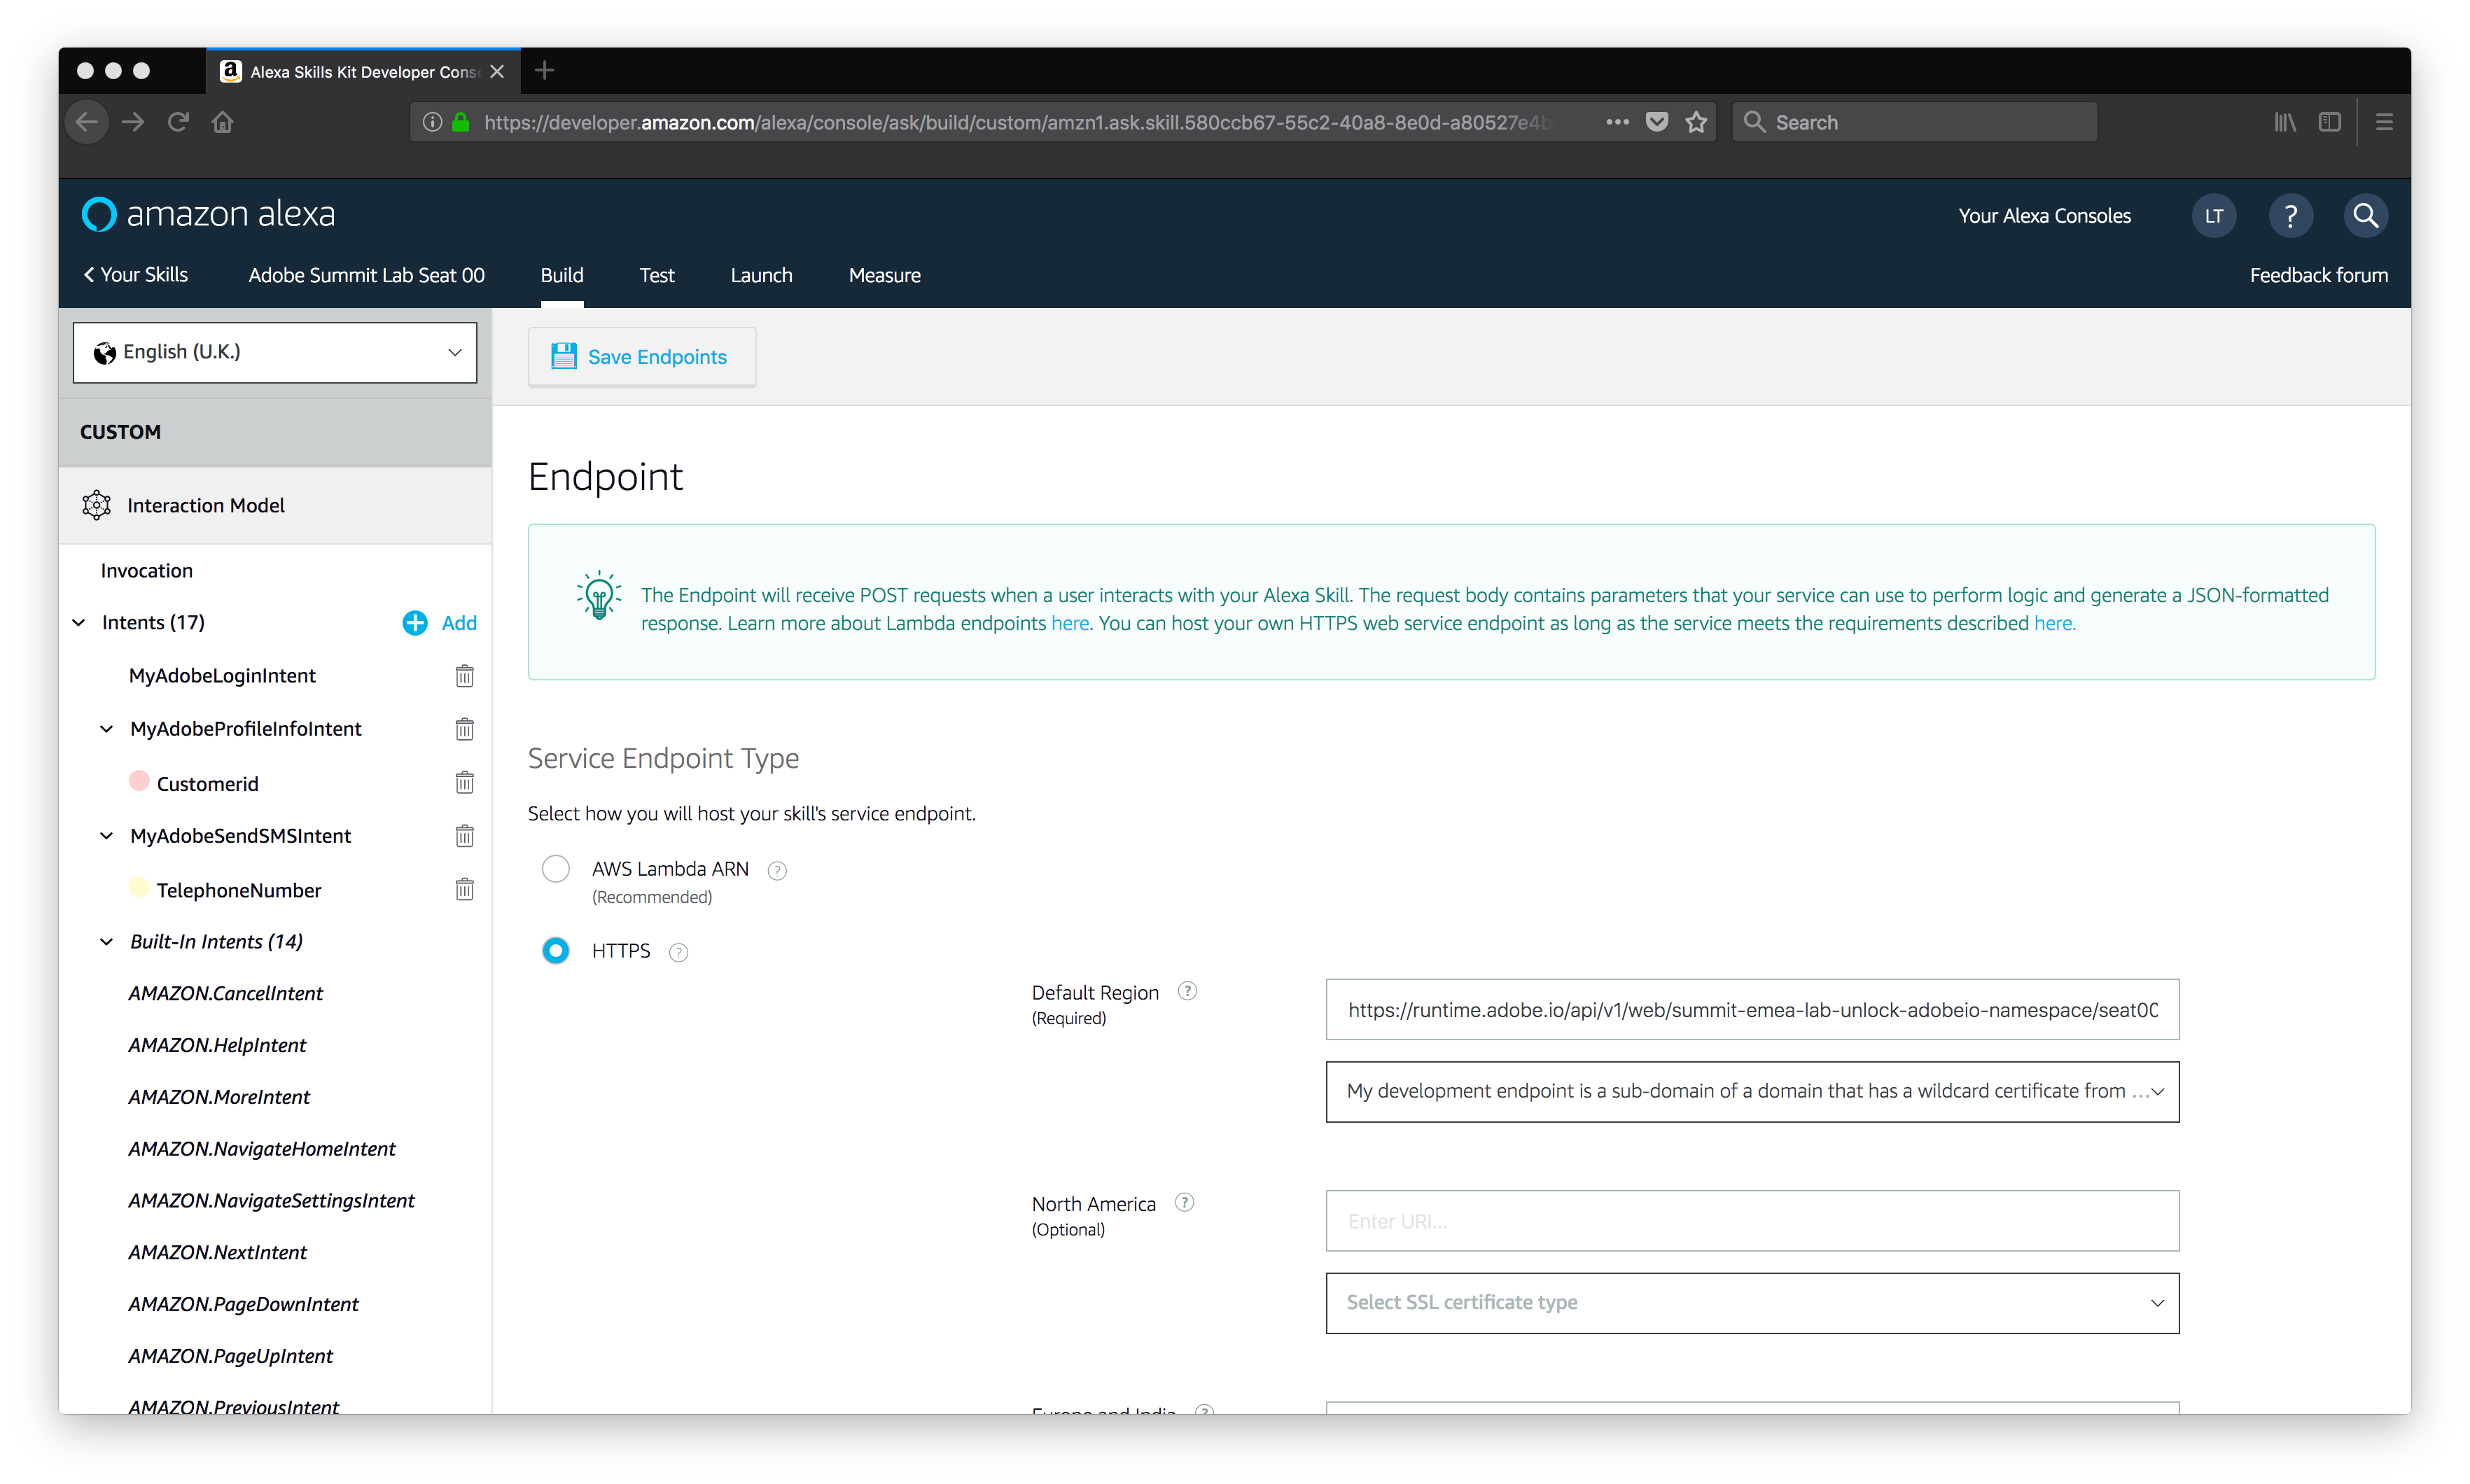 Alexa Skills Kit Developer Cons
https://developer.amazon.com/alexa/console/ask/build/custom/amzn1.ask.skill.580ccb67-55c2-40a8-8e0d-a80527e4b
Search
amazon alexa
Your Alexa Consoles
LT
?
Your Skills
Adobe Summit Lab Seat 00
Build
Test
Launch
Measure
Feedback forum
English (U.K.)
Save Endpoints
CUSTOM
Interaction Model
Invocation
Intents (17)
Add
MyAdobeLoginIntent
MyAdobeProfileInfoIntent
Customerid
MyAdobeSendSMSIntent
TelephoneNumber
Built-In Intents (14)
AMAZON.CancelIntent
AMAZON.HelpIntent
AMAZON.MoreIntent
AMAZON.NavigateHomeIntent
AMAZON.NavigateSettingsIntent
AMAZON.NextIntent
AMAZON.PageDownIntent
AMAZON.PageUpIntent
AMAZON.PreviousIntent
Endpoint
The Endpoint will receive POST requests when a user interacts with your Alexa Skill. The request body contains parameters that your service can use to perform logic and generate a JSON-formatted
response. Learn more about Lambda endpoints here. You can host your own HTTPS web service endpoint as long as the service meets the requirements described here.
Service Endpoint Type
Select how you will host your skill's service endpoint.
AWS Lambda ARN ?
(Recommended)
HTTPS ?
Default Region ?
(Required)
https://runtime.adobe.io/api/v1/web/summit-emea-lab-unlock-adobeio-namespace/seat00
My development endpoint is a sub-domain of a domain that has a wildcard certificate from ...
North America ?
(Optional)
Enter URI...
Select SSL certificate type
Europe and India ?